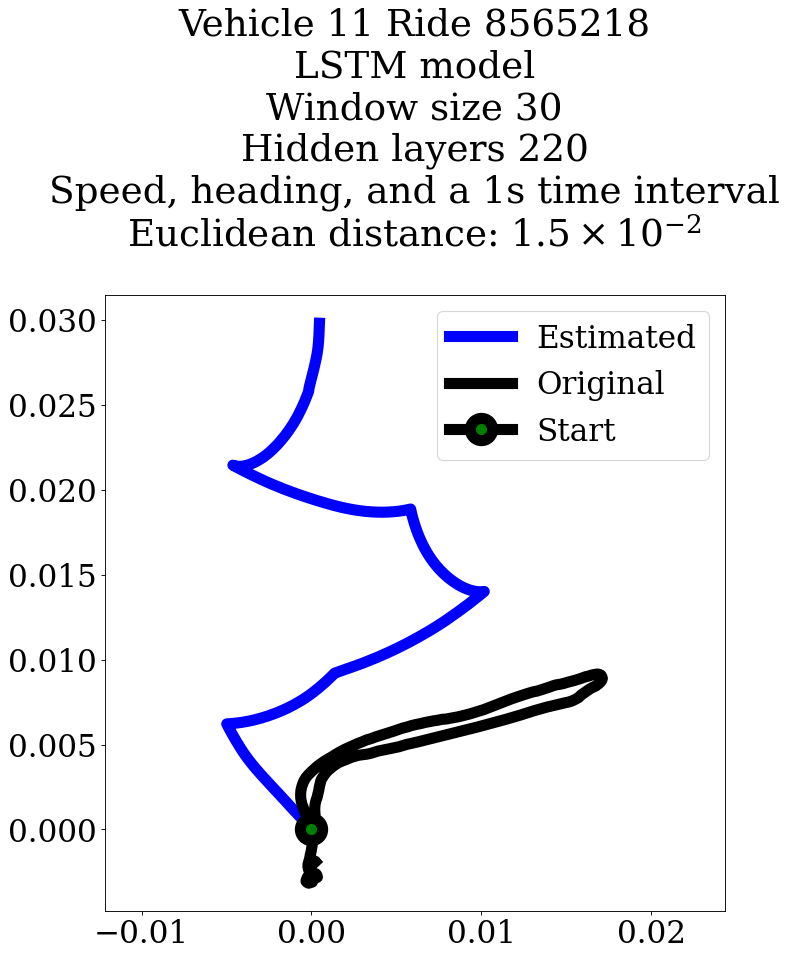 Vehicle 11 Ride 8565218
LSTM model
Window size 30
Hidden layers 220
Speed, heading, and a 1s time interval
Euclidean distance: 1.5 × 10⁻²
Estimated
Original
Start
0.030
0.025
0.020
0.015
0.010
0.005
0.000
−0.01 0.00 0.01 0.02